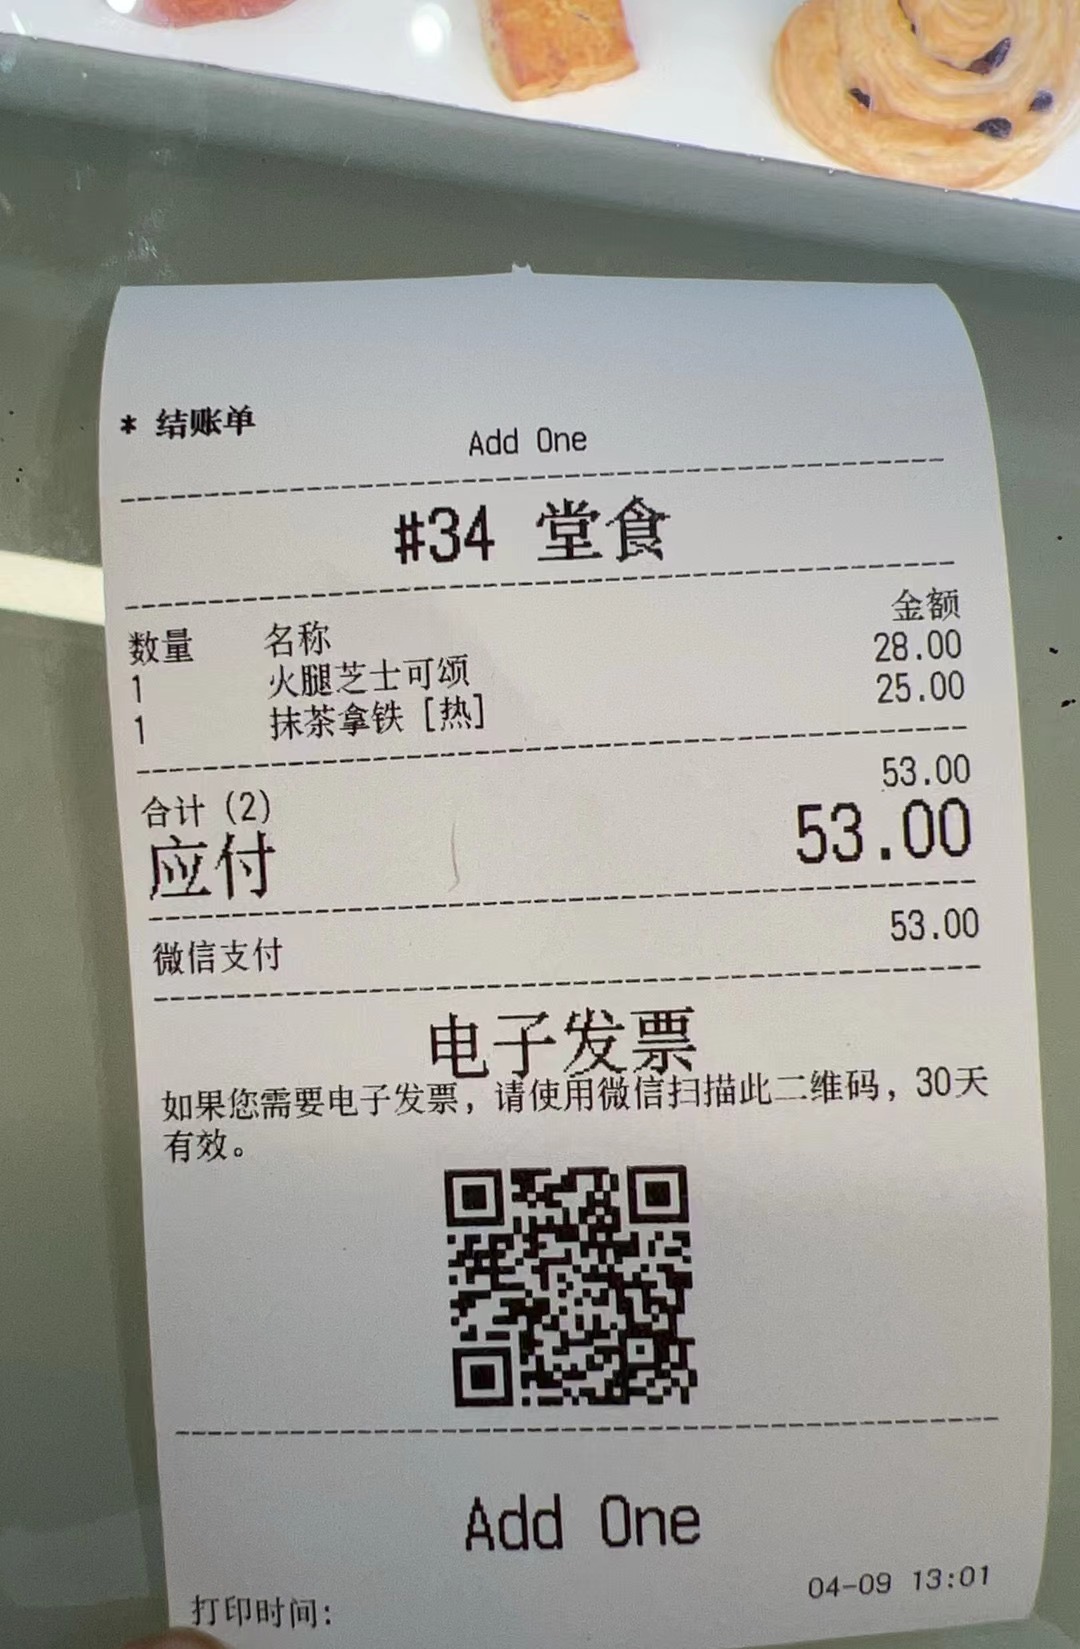 * 结账单
Add One
#34 堂食
数量 名称 金额
1 火腿芝士可颂 28.00
1 抹茶拿铁[热] 25.00
合计(2) 53.00
应付 53.00
微信支付 53.00
电子发票
如果您需要电子发票，请使用微信扫描此二维码，30天
有效。
Add One
打印时间: 04-09 13:01